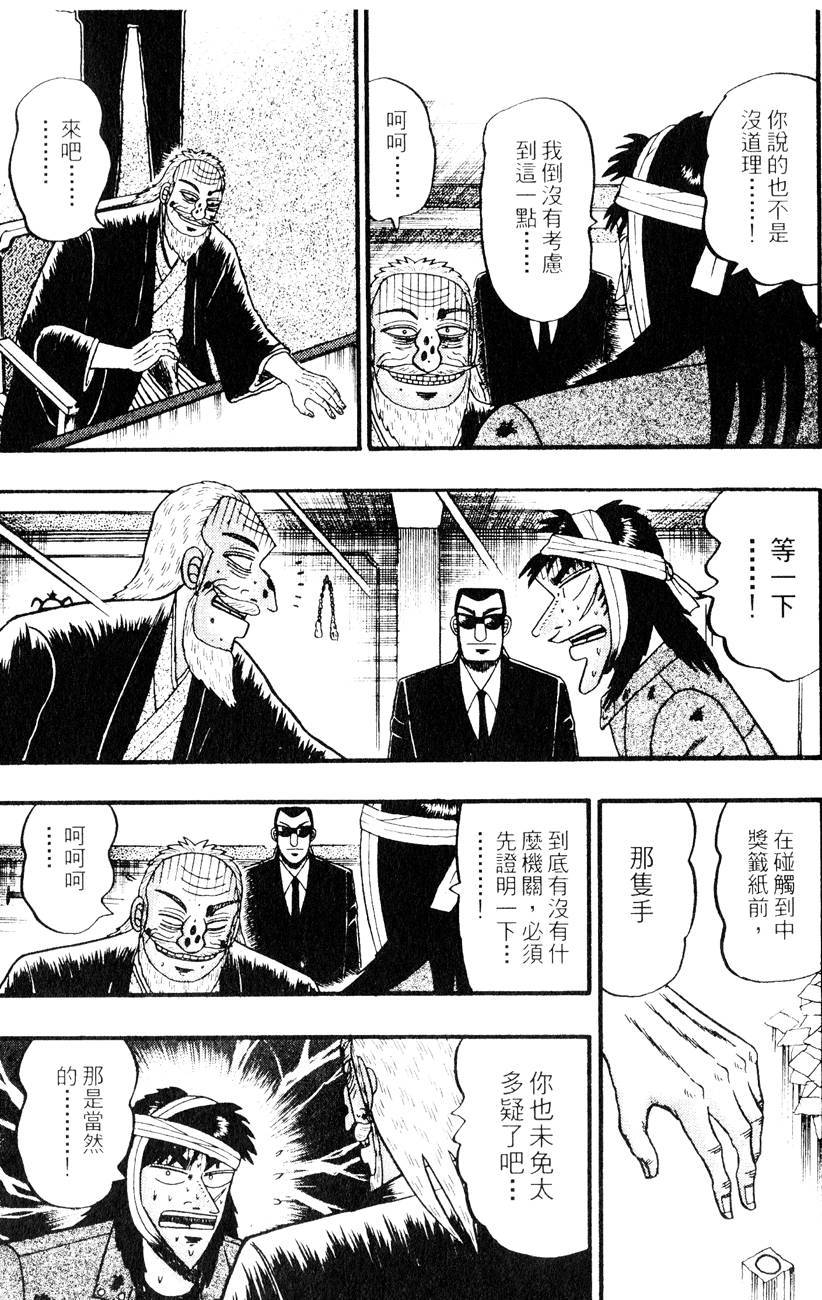 你說的也不是
沒道理……！
我倒沒有考慮
到這一點……
呵呵……
來吧……
……
等一下
……！
在碰觸到中
獎籤紙前，
那隻手
到底有沒有什
麼機關，必須
先證明一下…
……！
呵呵呵
……
你也未免太
多疑了吧…
那是當然
的……！